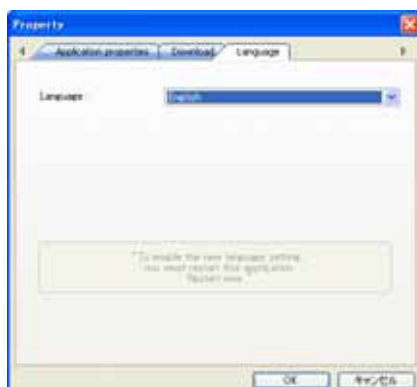 Property
Application properties
Download
Language
Language
English
*To enable the new language setting,
you must restart this application.
Restart now.
OK
キャンセル